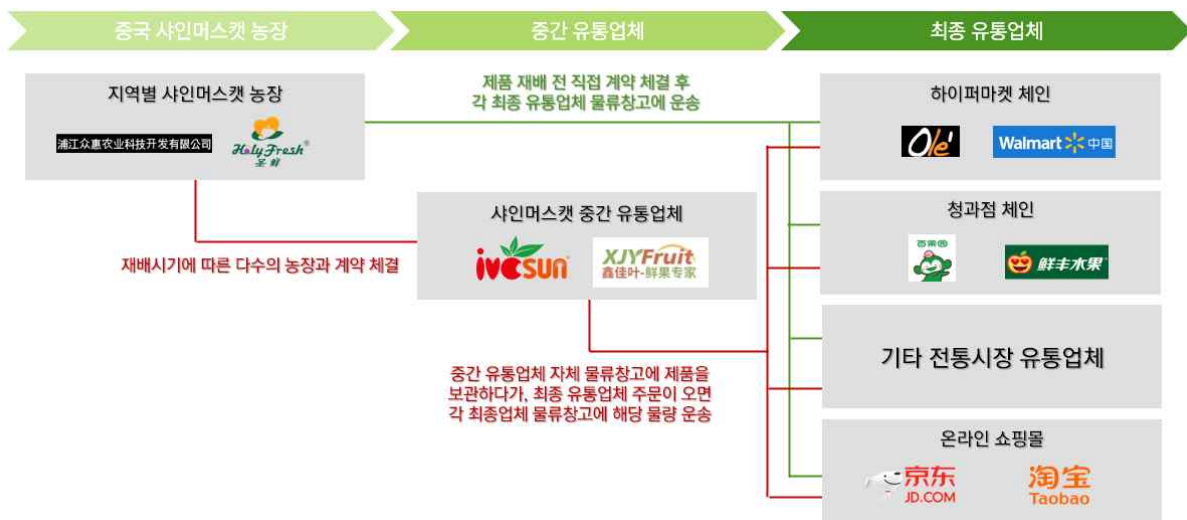 중국 샤인머스캣 농장
중간 유통업체
최종 유통업체
지역별 샤인머스캣 농장
浦江众惠农业科技开发有限公司
Holy Fresh®
圣鲜
제품 재배 전 직접 계약 체결 후
각 최종 유통업체 물류창고에 운송
하이퍼마켓 체인
Olé
Walmart 中国
재배시기에 따른 다수의 농장과 계약 체결
샤인머스캣 중간 유통업체
ivesun
XJYFruit
鑫佳叶-鲜果专家
청과점 체인
百果园
鲜丰水果
중간 유통업체 자체 물류창고에 제품을
보관하다가, 최종 유통업체 주문이 오면
각 최종업체 물류창고에 해당 물량 운송
기타 전통시장 유통업체
온라인 쇼핑몰
京东
JD.COM
淘宝
Taobao